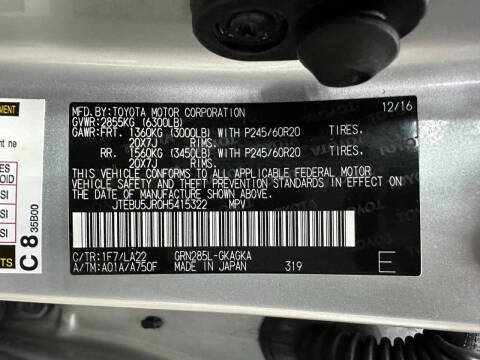 MFD.BY:TOYOTA MOTOR CORPORATION 12/16
GVWR:2855KG (6300LB)
GAWR:FRT. 1360KG (3000LB) WITH P245/60R20 TIRES.
20X7J RIMS.
RR. 1560KG (3450LB) WITH P245/60R20 TIRES.
20X7J RIMS.
THIS VEHICLE CONFORMS TO ALL APPLICABLE FEDERAL MOTOR
VEHICLE SAFETY, BUMPER, AND THEFT PREVENTION STANDARDS IN EFFECT
ON THE DATE OF MANUFACTURE SHOWN ABOVE.
JTEBU5JR0H5415322 MPV
C/TR:1F7/LA22 GRN285L-GKAGKA
A/TM:A01A/A750F MADE IN JAPAN 319
E
C 8 35B00